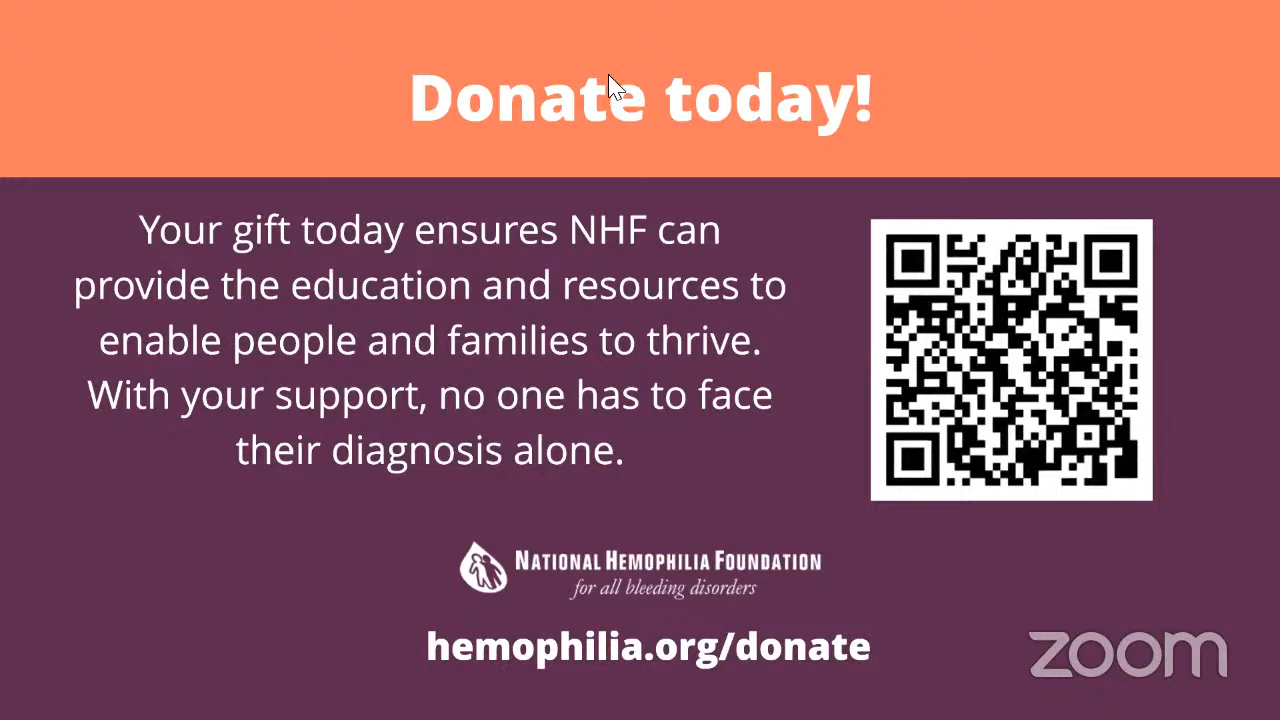 Donate today!
Your gift today ensures NHF can
provide the education and resources to
enable people and families to thrive.
With your support, no one has to face
their diagnosis alone.
NATIONAL HEMOPHILIA FOUNDATION
for all bleeding disorders
hemophilia.org/donate
zoom